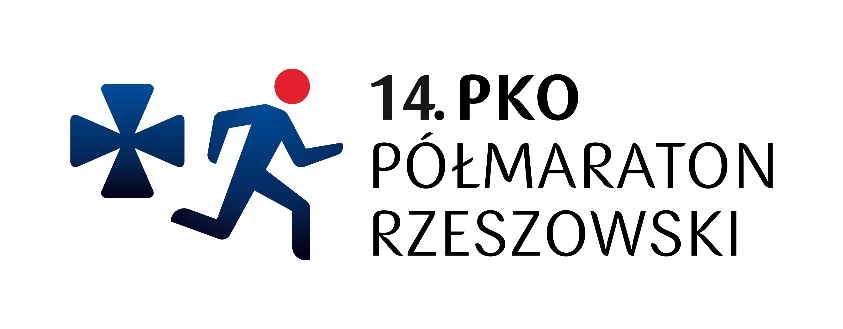 14. PKO
PÓŁMARATON
RZESZOWSKI